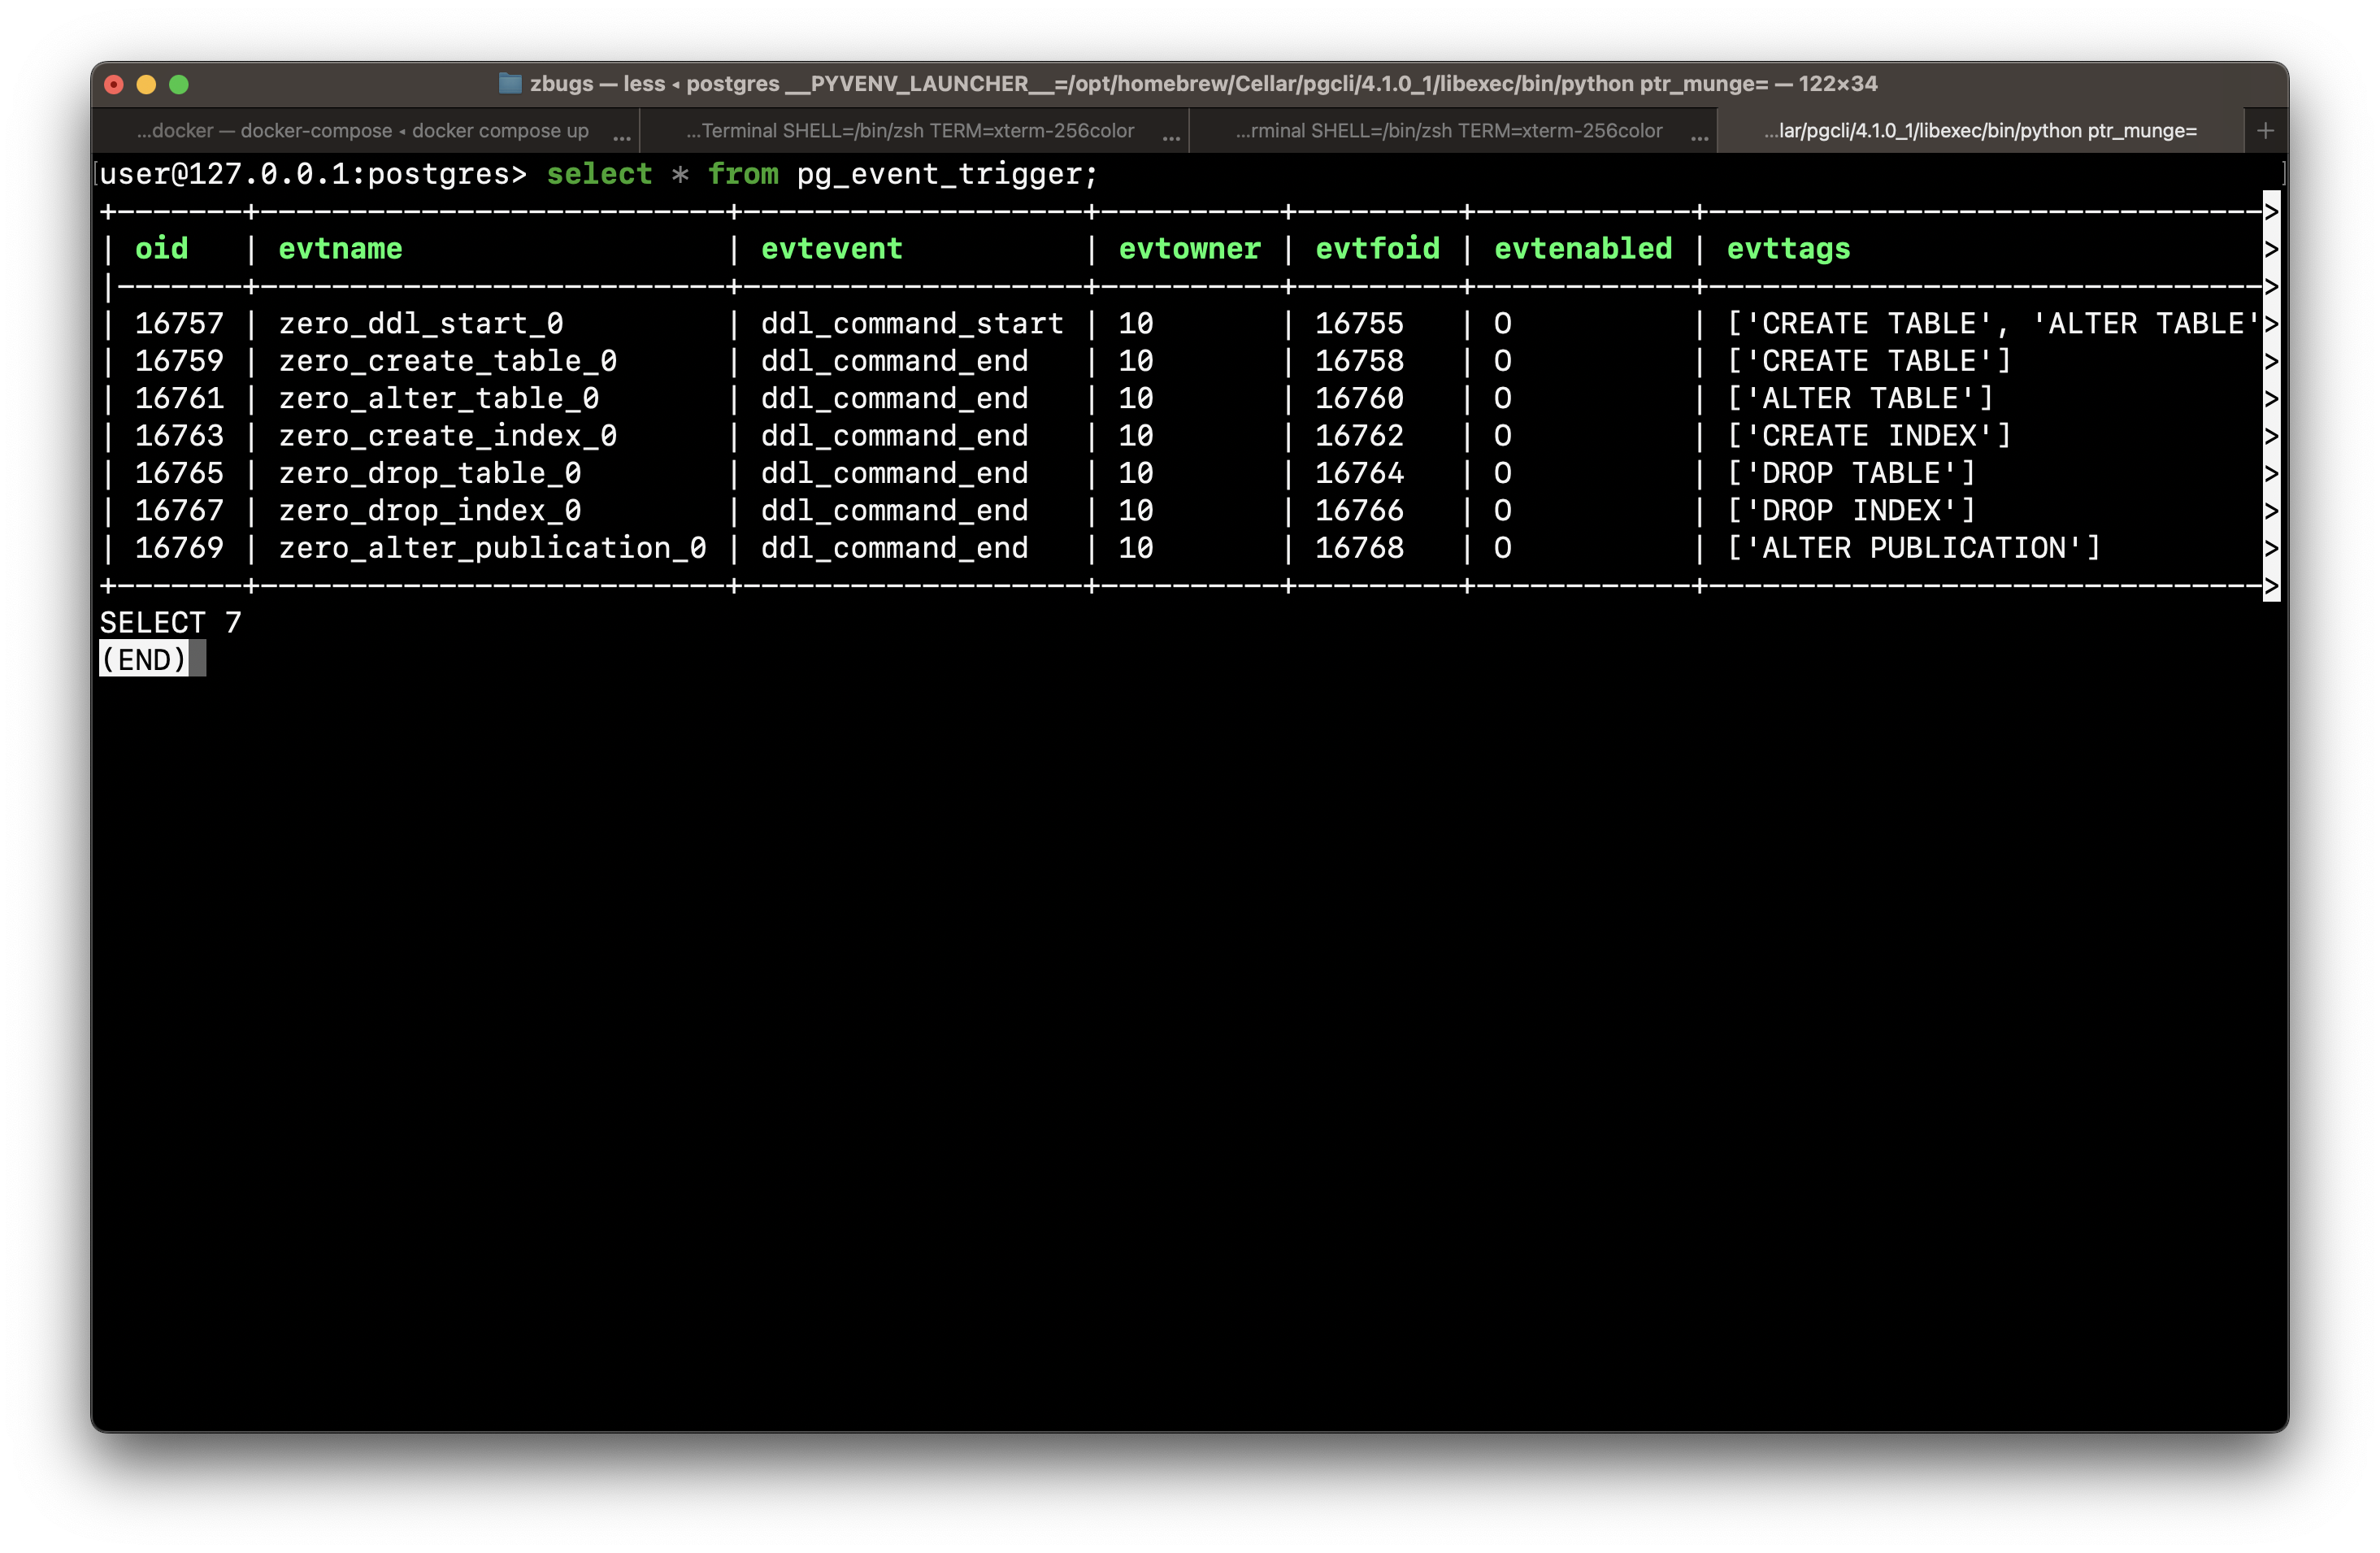 zbugs — less ◂ postgres __PYVENV_LAUNCHER__=/opt/homebrew/Cellar/pgcli/4.1.0_1/libexec/bin/python ptr_munge= — 122×34
...docker — docker-compose ◂ docker compose up ... ...Terminal SHELL=/bin/zsh TERM=xterm-256color ... ...rminal SHELL=/bin/zsh TERM=xterm-256color ... ...lar/pgcli/4.1.0_1/libexec/bin/python ptr_munge= +
[user@127.0.0.1:postgres> select * from pg_event_trigger; ]
+-------+--------------------------+-------------------+----------+---------+------------+------------------------------->
| oid   | evtname                  | evtevent          | evtowner | evtfoid | evtenabled | evttags                       >
|-------+--------------------------+-------------------+----------+---------+------------+------------------------------->
| 16757 | zero_ddl_start_0         | ddl_command_start | 10       | 16755   | O          | ['CREATE TABLE', 'ALTER TABLE'>
| 16759 | zero_create_table_0      | ddl_command_end   | 10       | 16758   | O          | ['CREATE TABLE']              >
| 16761 | zero_alter_table_0       | ddl_command_end   | 10       | 16760   | O          | ['ALTER TABLE']               >
| 16763 | zero_create_index_0      | ddl_command_end   | 10       | 16762   | O          | ['CREATE INDEX']              >
| 16765 | zero_drop_table_0        | ddl_command_end   | 10       | 16764   | O          | ['DROP TABLE']                >
| 16767 | zero_drop_index_0        | ddl_command_end   | 10       | 16766   | O          | ['DROP INDEX']                >
| 16769 | zero_alter_publication_0 | ddl_command_end   | 10       | 16768   | O          | ['ALTER PUBLICATION']         >
+-------+--------------------------+-------------------+----------+---------+------------+------------------------------->
SELECT 7
(END)